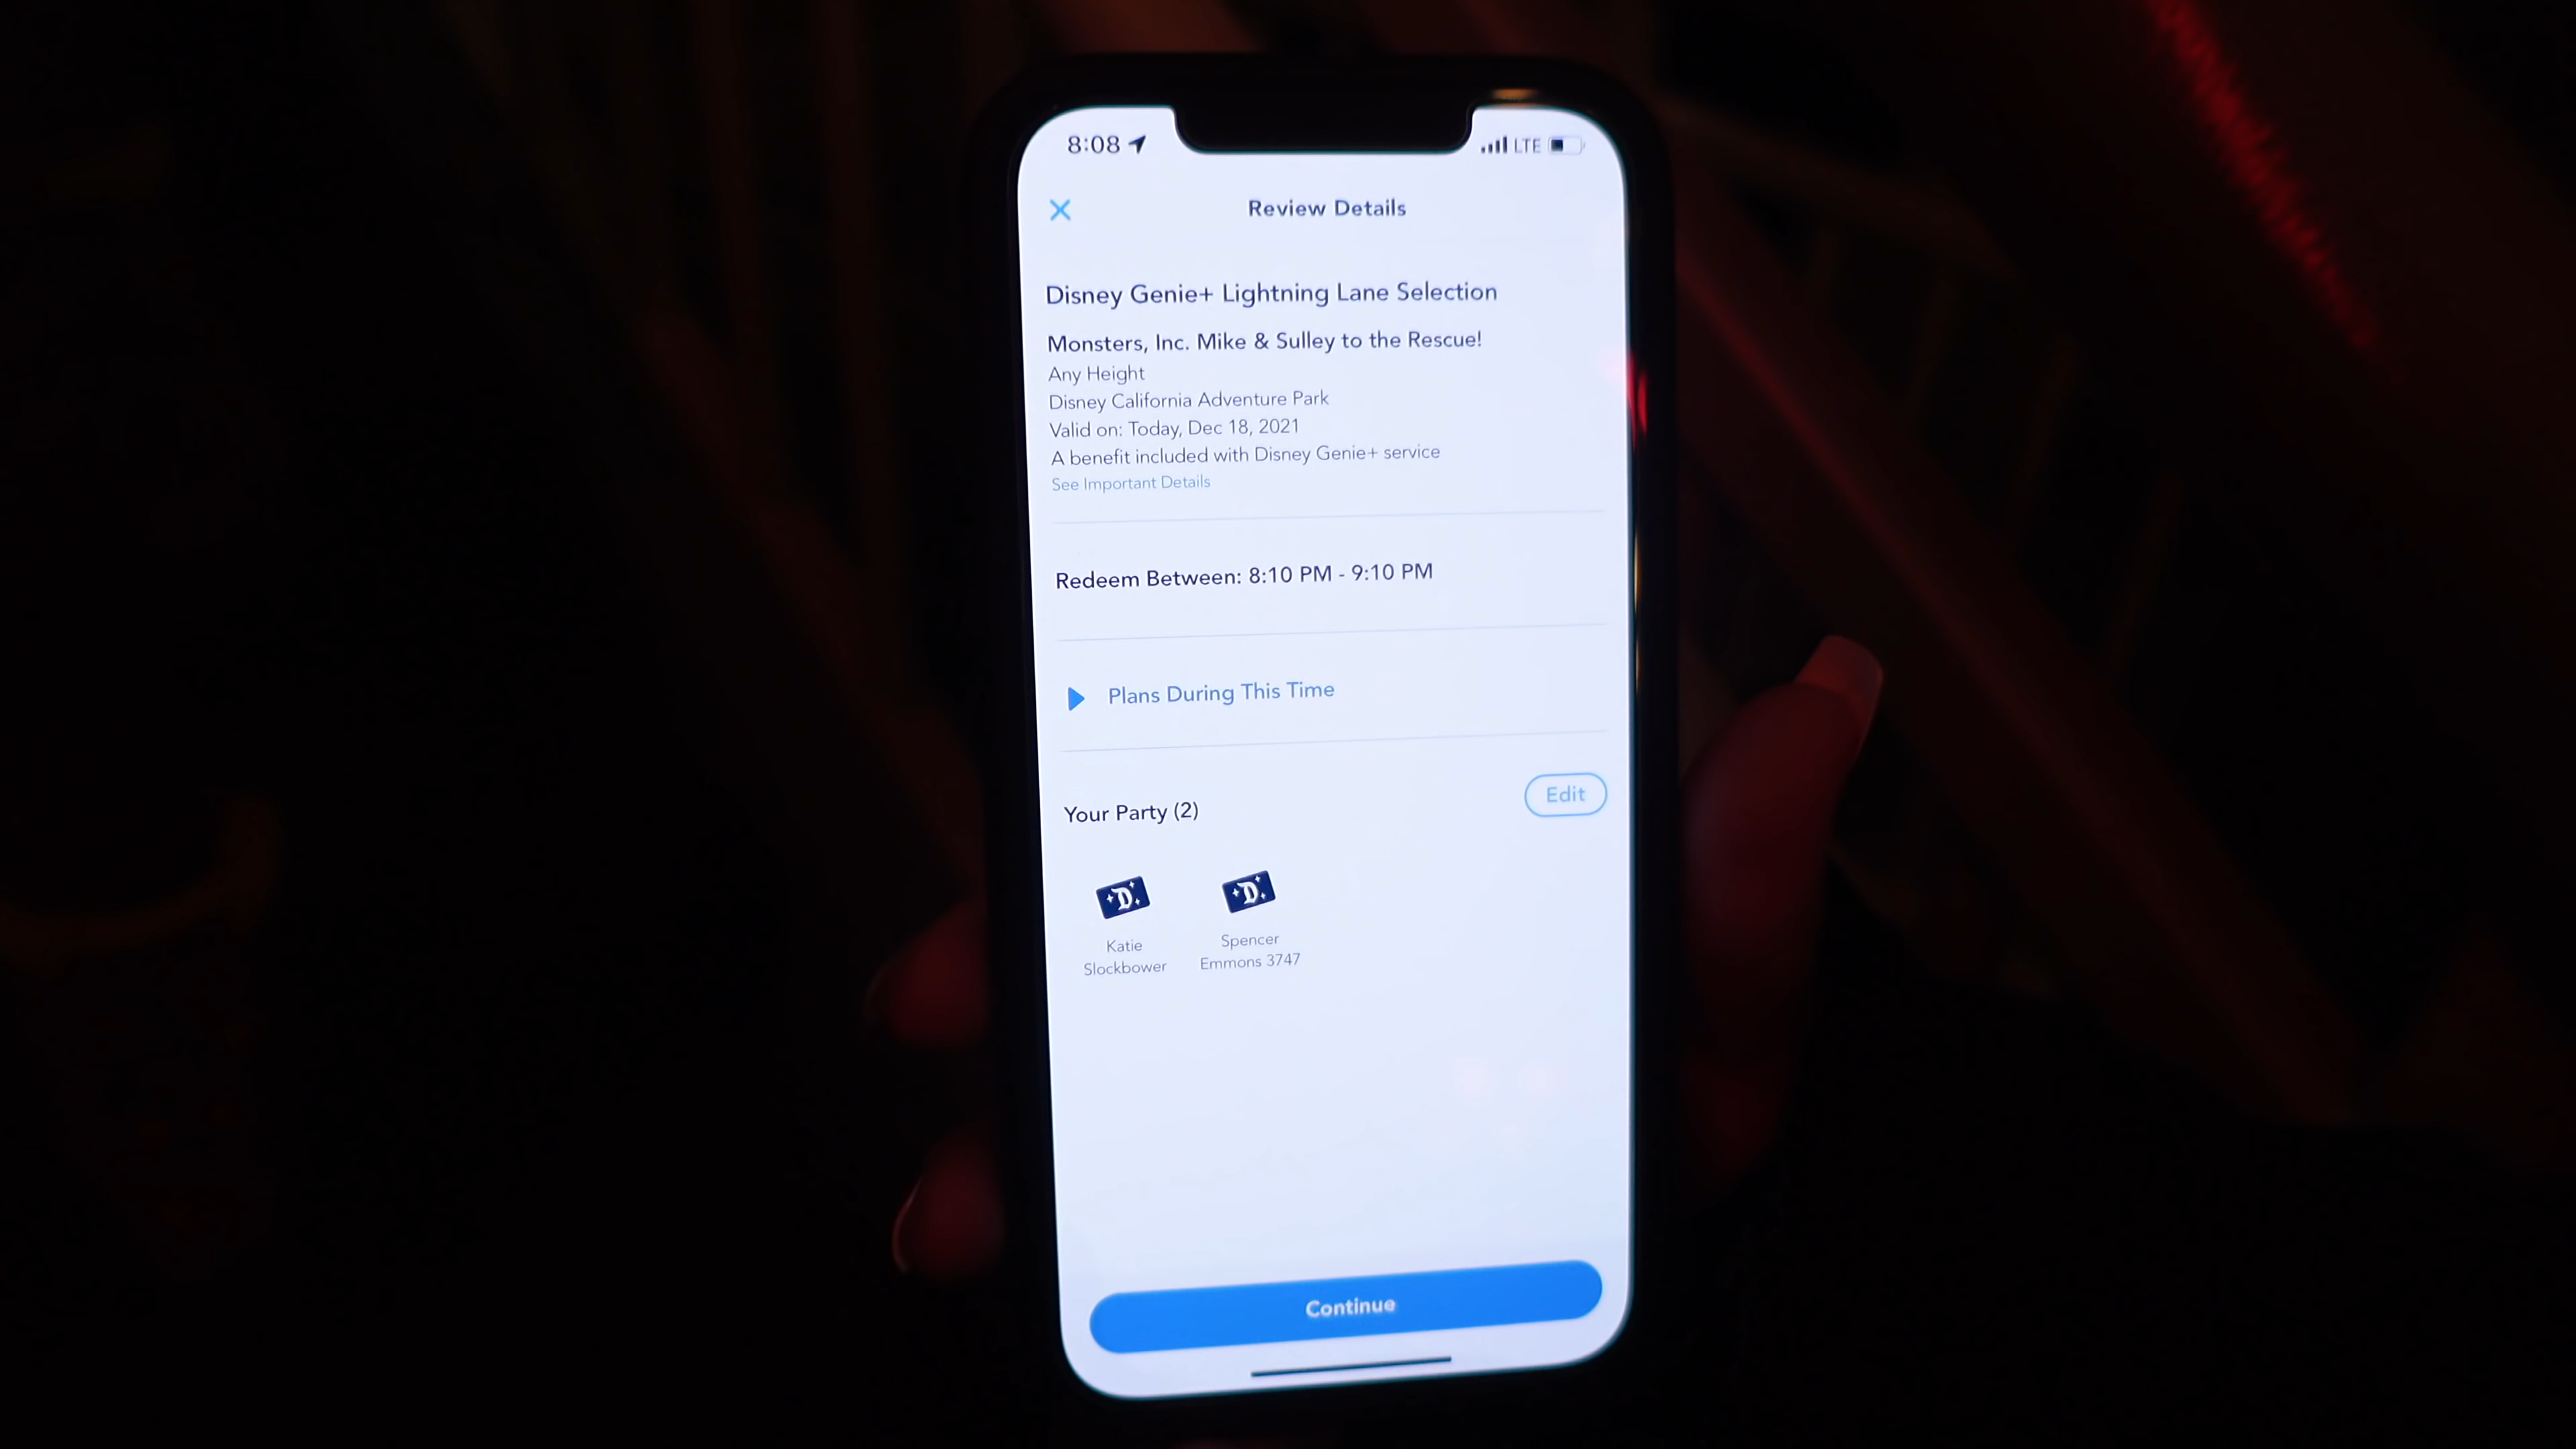 8:08 LTE
Review Details
Disney Genie+ Lightning Lane Selection
Monsters, Inc. Mike & Sulley to the Rescue!
Any Height
Disney California Adventure Park
Valid on: Today, Dec 18, 2021
A benefit included with Disney Genie+ service
See Important Details
Redeem Between: 8:10 PM - 9:10 PM
Plans During This Time
Your Party (2) Edit
D D
Katie Spencer
Slockbower Emmons 3747
Continue